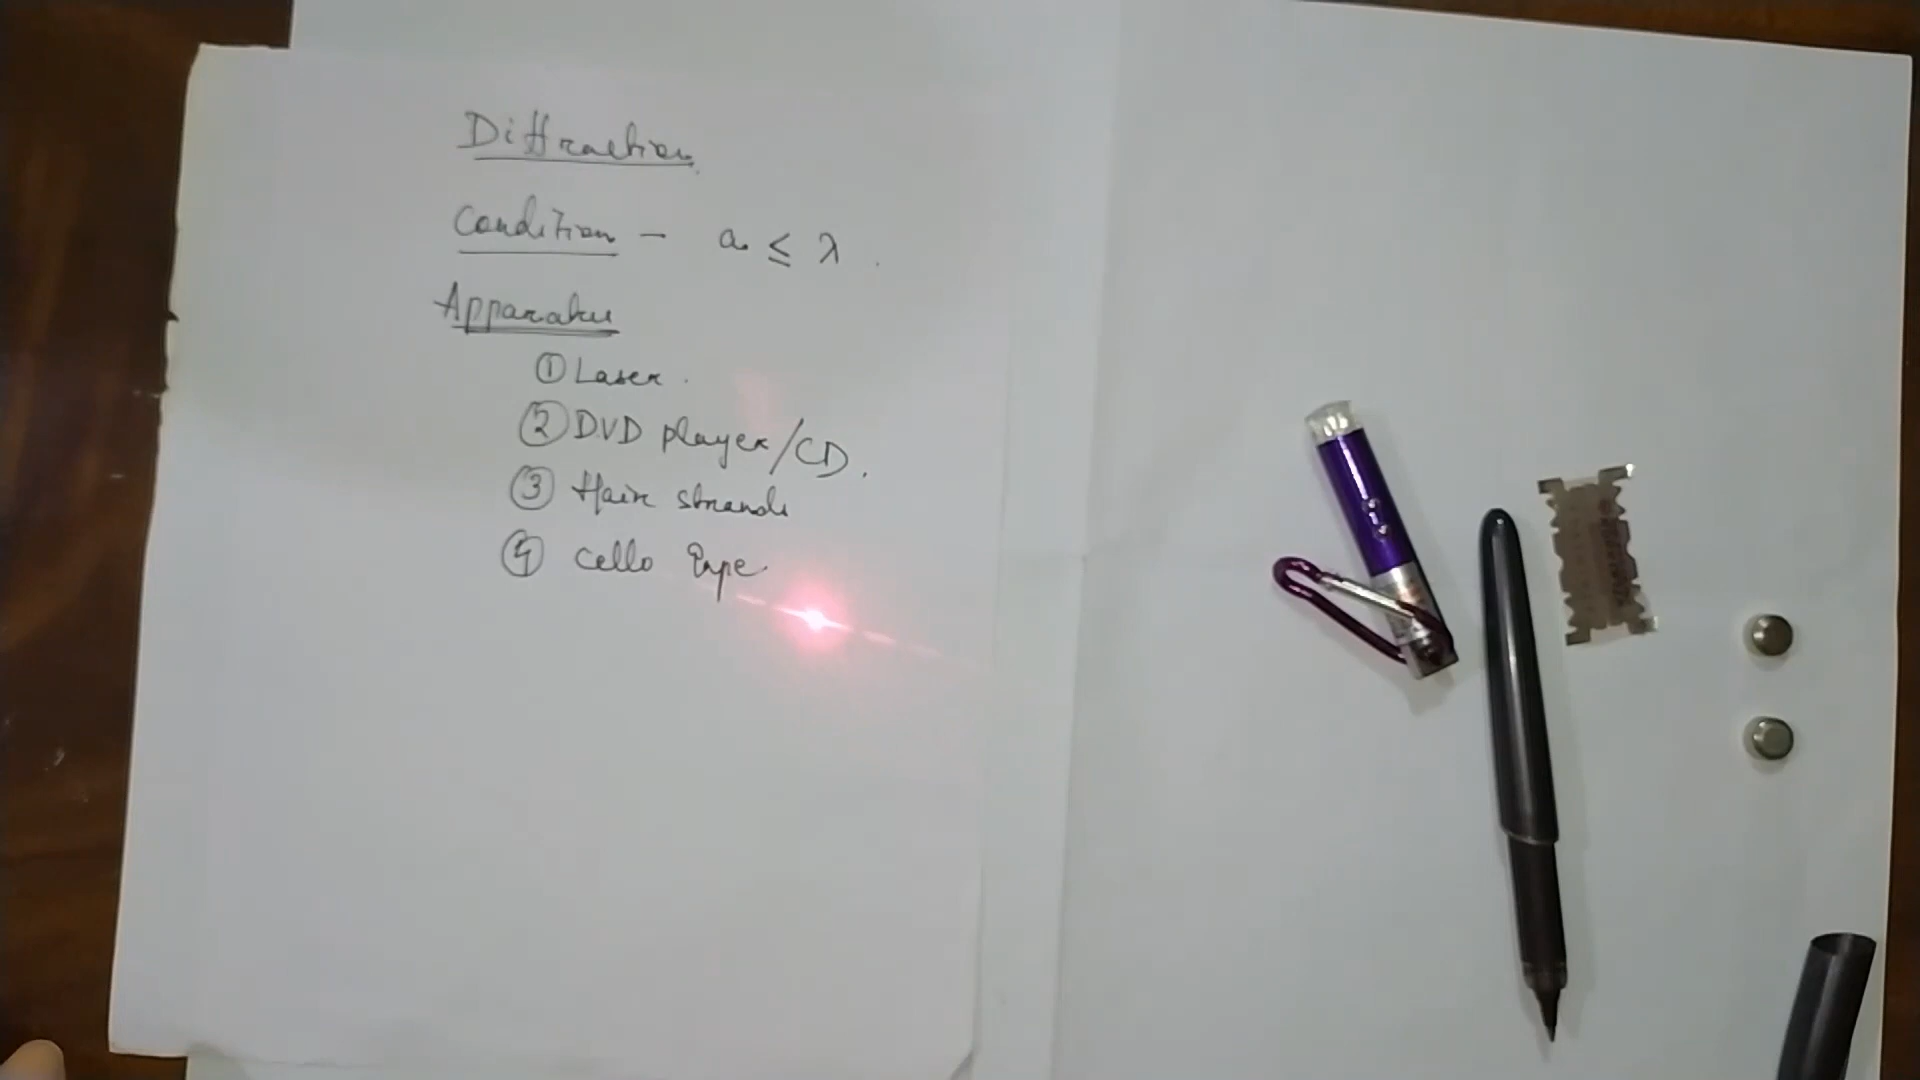 Diffraction
Condition - a ≤ λ.
Apparatus
① Laser.
② DVD player/CD.
③ Hair strands
④ Cello tape.